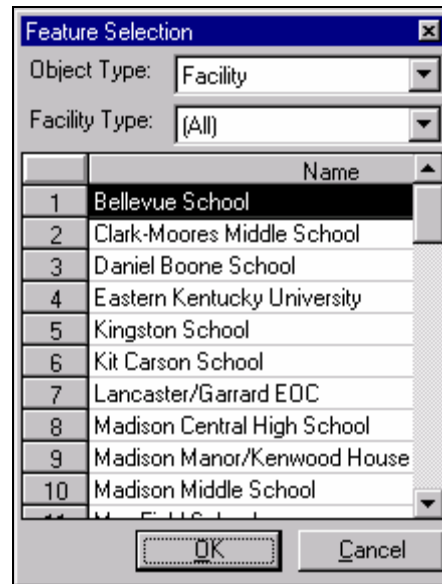 Feature Selection
Object Type: Facility
Facility Type: (All)
Name
1 Bellevue School
2 Clark-Moores Middle School
3 Daniel Boone School
4 Eastern Kentucky University
5 Kingston School
6 Kit Carson School
7 Lancaster/Garrard EOC
8 Madison Central High School
9 Madison Manor/Kenwood House
10 Madison Middle School
OK Cancel